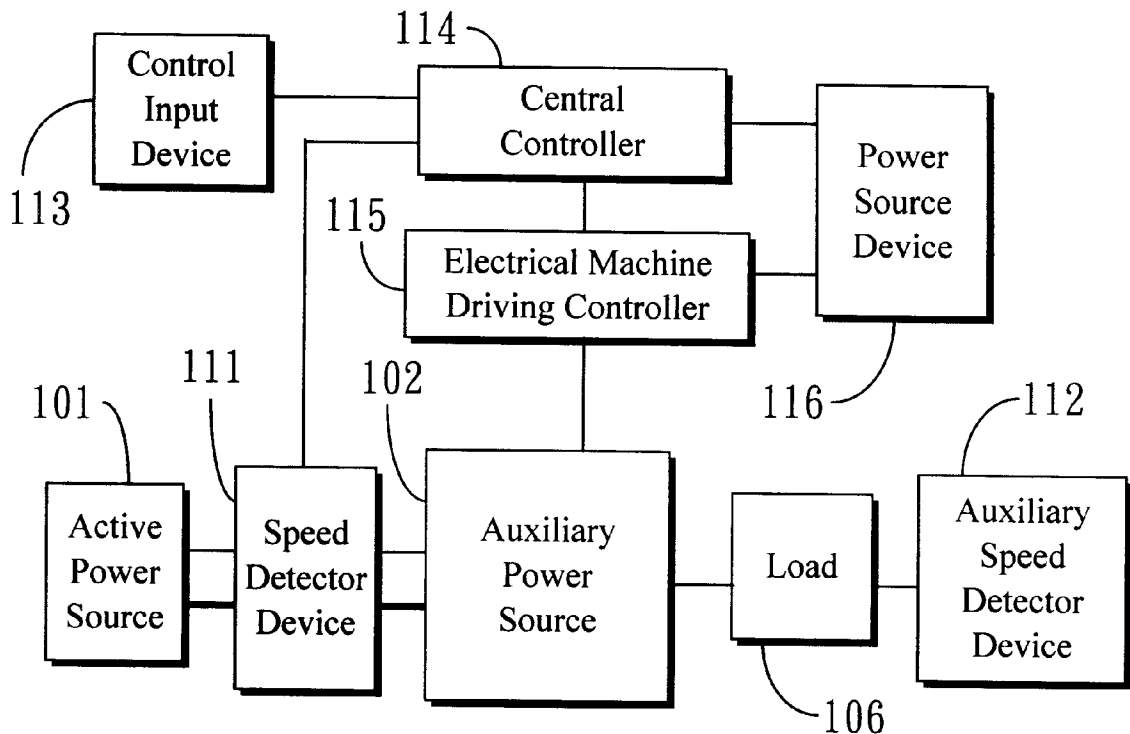 114
Control
Input
Device
Central
Controller
113
Power
Source
Device
115
Electrical Machine
Driving Controller
116
101
111
102
112
Active
Power
Source
Speed
Detector
Device
Auxiliary
Power
Source
Load
Auxiliary
Speed
Detector
Device
106